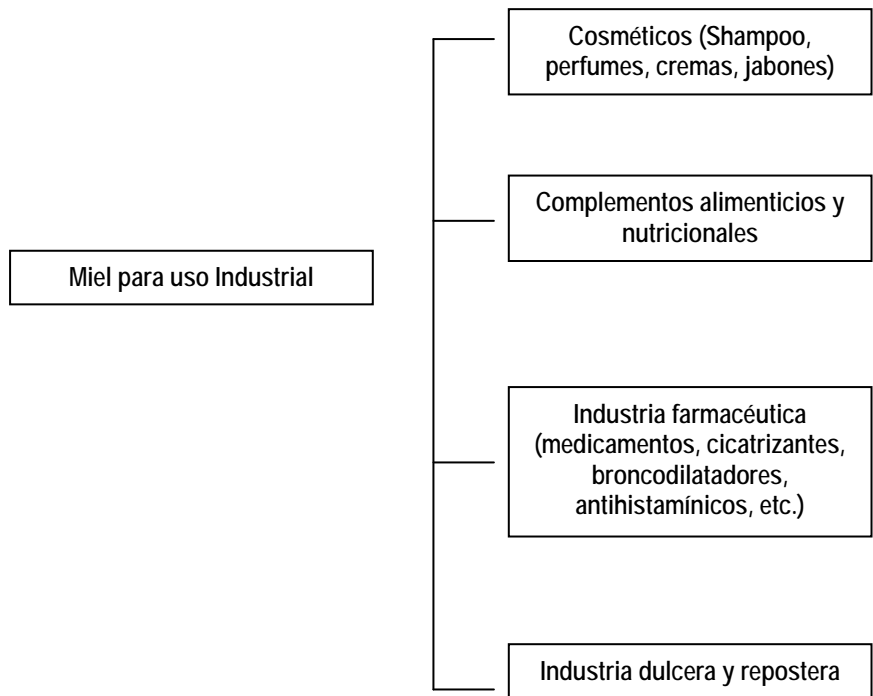 Cosméticos (Shampoo,
perfumes, cremas, jabones)
Complementos alimenticios y
nutricionales
Miel para uso Industrial
Industria farmacéutica
(medicamentos, cicatrizantes,
broncodilatadores,
antihistamínicos, etc.)
Industria dulcera y repostera